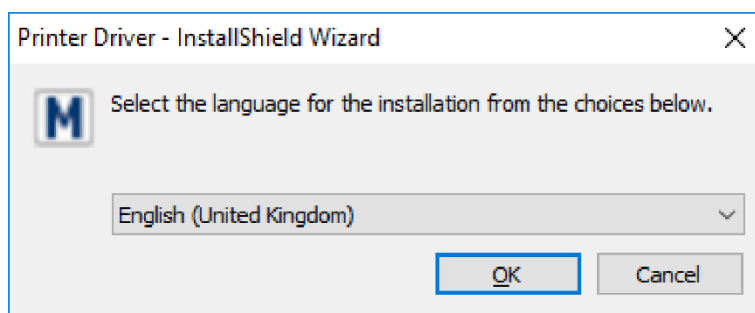 Printer Driver - InstallShield Wizard
M
Select the language for the installation from the choices below.
English (United Kingdom)
OK
Cancel